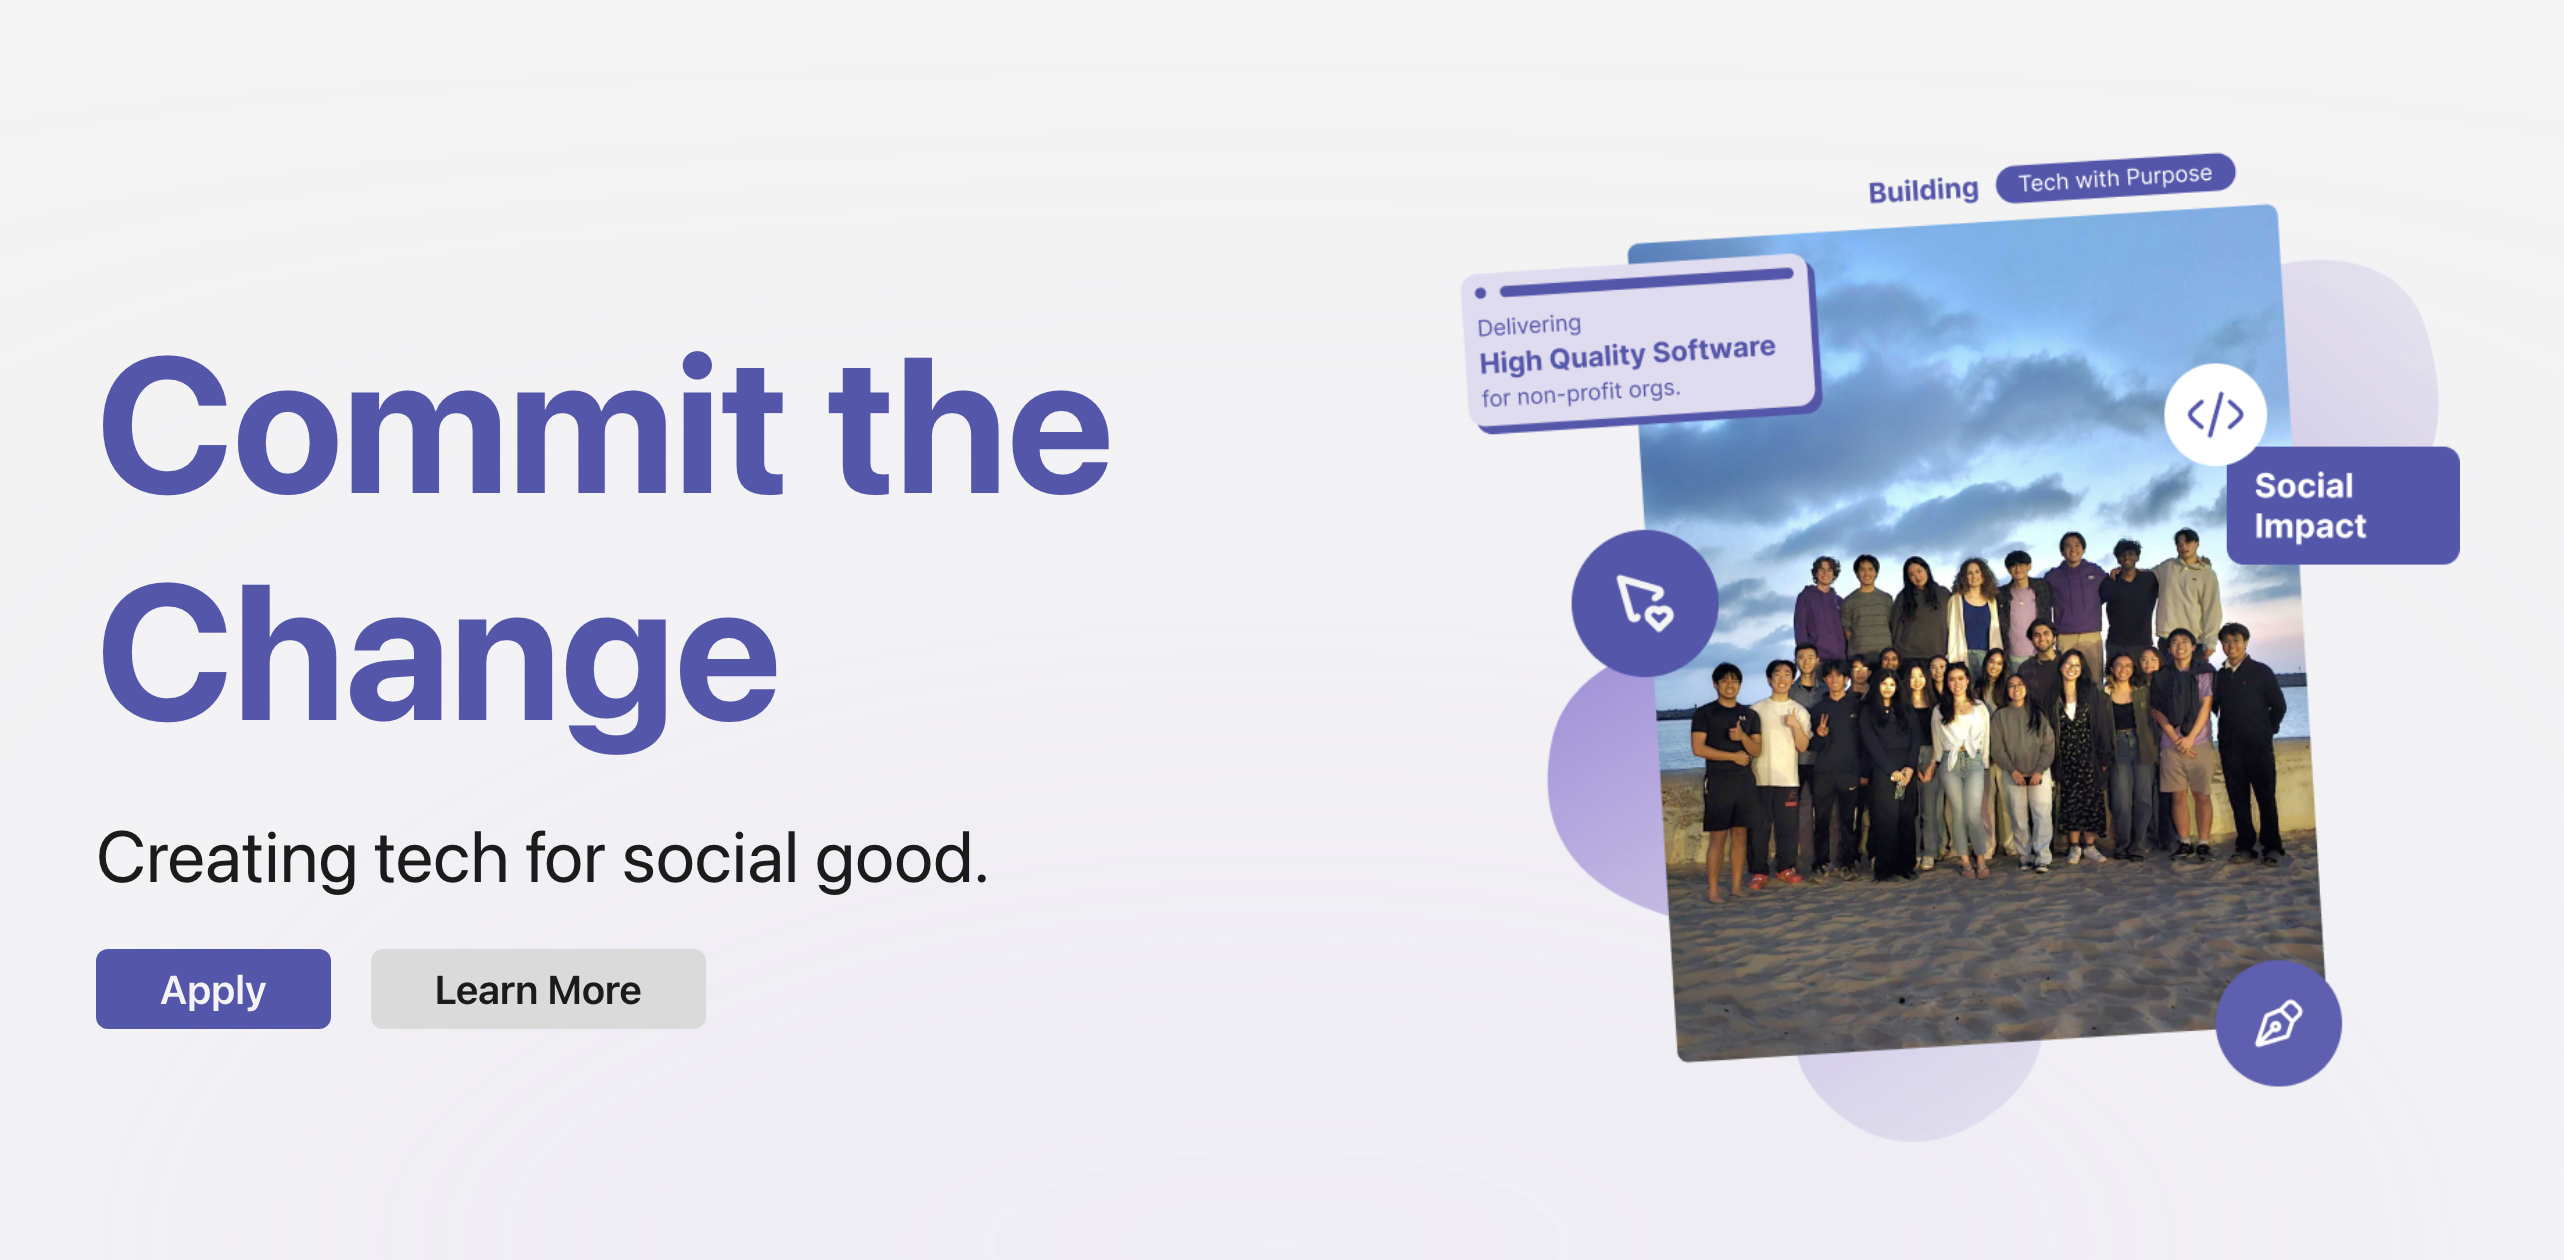 Commit the
Change
Creating tech for social good.
Apply
Learn More
Building
Tech with Purpose
Delivering
High Quality Software
for non-profit orgs.
</>
Social
Impact